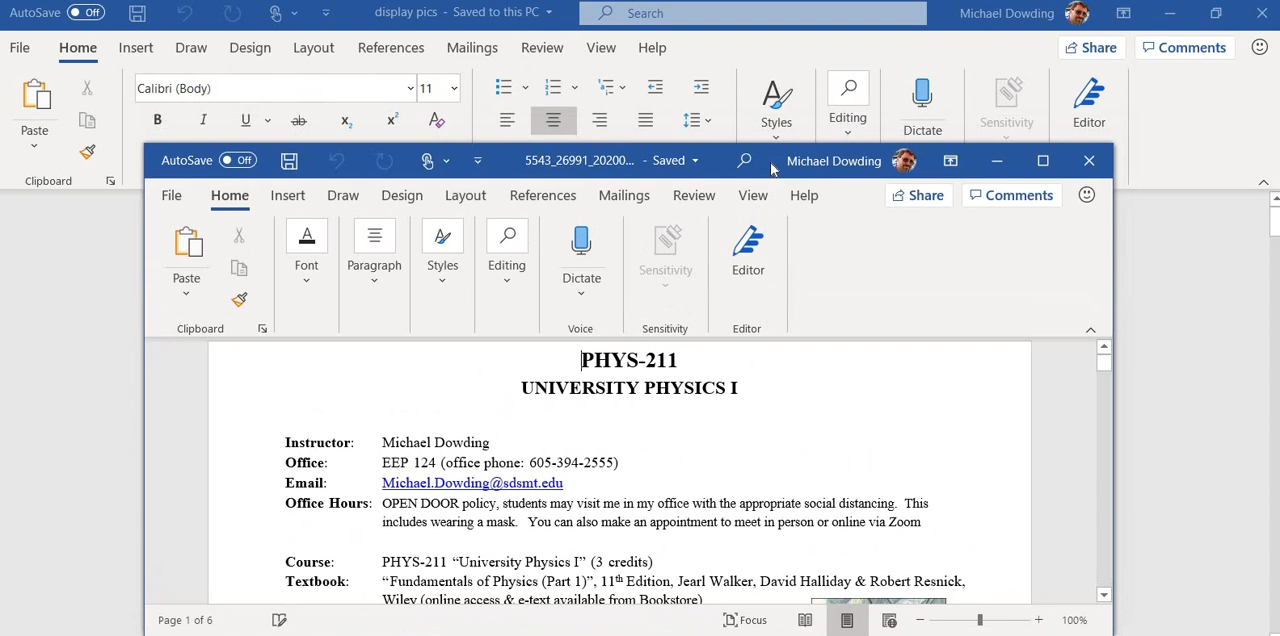 AutoSave Off display pics - Saved to this PC Search Michael Dowding
File Home Insert Draw Design Layout References Mailings Review View Help Share Comments
Calibri (Body) 11
Paste B I U ab x₂ x² A Styles Editing Dictate Sensitivity Editor
Clipboard
AutoSave Off 5543_26991_20200... - Saved Michael Dowding
File Home Insert Draw Design Layout References Mailings Review View Help Share Comments
Paste Font Paragraph Styles Editing Dictate Sensitivity Editor
Clipboard Voice Sensitivity Editor
PHYS-211
UNIVERSITY PHYSICS I
Instructor: Michael Dowding
Office: EEP 124 (office phone: 605-394-2555)
Email: Michael.Dowding@sdsmt.edu
Office Hours: OPEN DOOR policy, students may visit me in my office with the appropriate social distancing. This
includes wearing a mask. You can also make an appointment to meet in person or online via Zoom
Course: PHYS-211 “University Physics I” (3 credits)
Textbook: “Fundamentals of Physics (Part 1)”, 11th Edition, Jearl Walker, David Halliday & Robert Resnick,
Wiley (online access & e-text available from Bookstore)
Page 1 of 6 Focus 100%